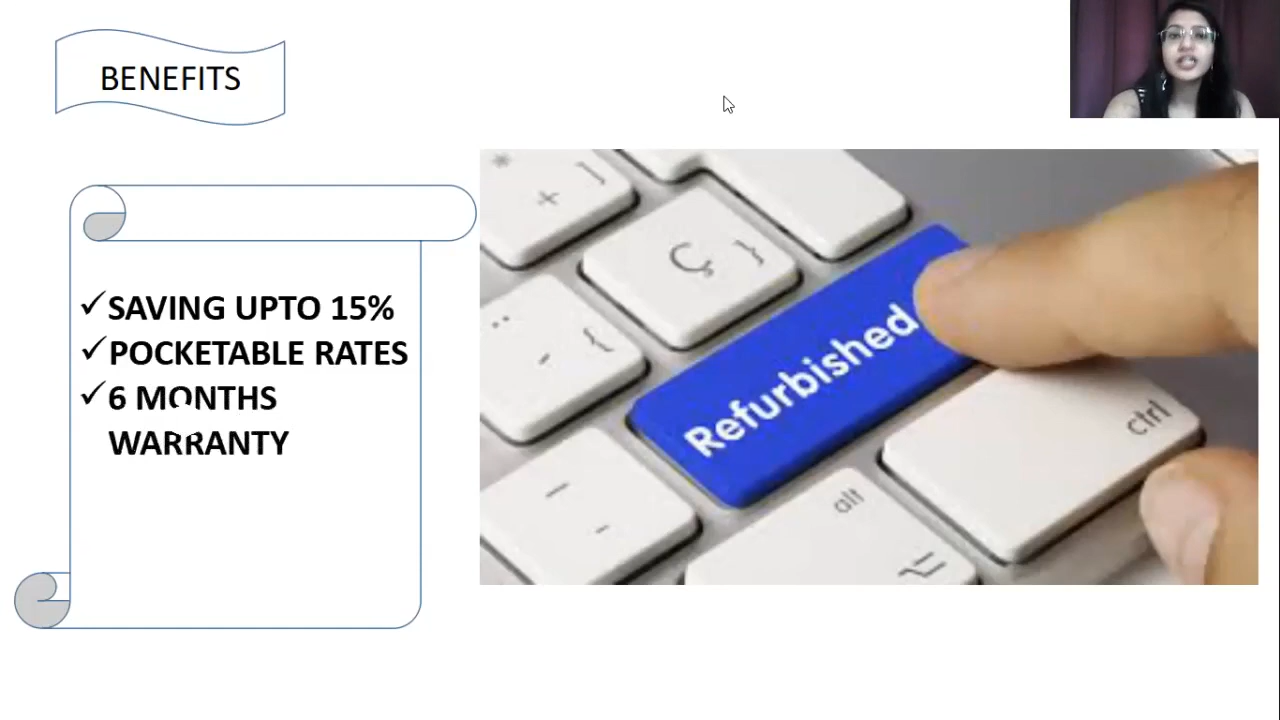 BENEFITS
✓SAVING UPTO 15%
✓POCKETABLE RATES
✓6 MONTHS
WARRANTY
* + ]
Ç }
¨ ´ {
Refurbished
_ -
alt
ctrl